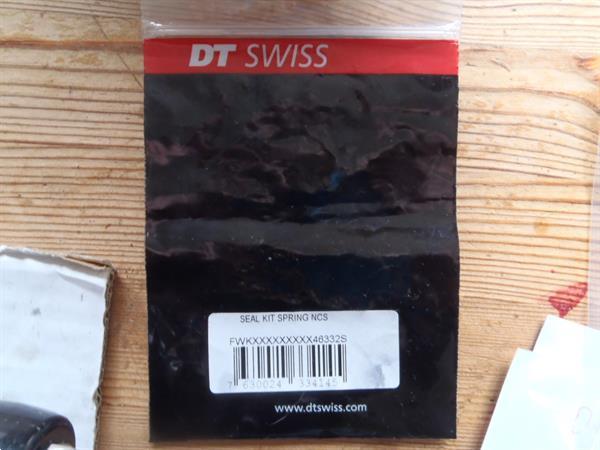 DT SWISS
SEAL KIT SPRING NCS
FWKXXXXXXXXXX46332S
7 630024 334145
www.dtswiss.com